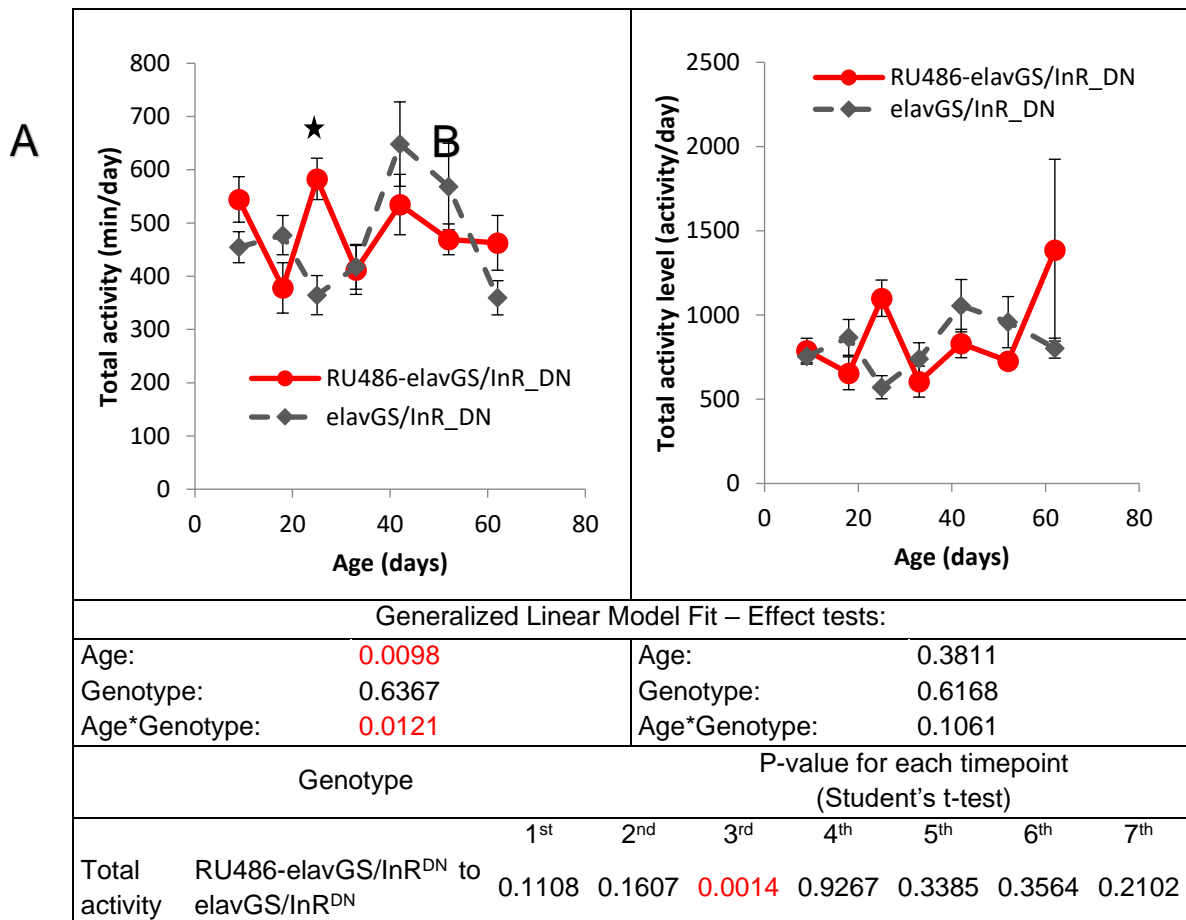 A
B
★
Total activity (min/day)
800
700
600
500
400
300
200
100
0
RU486-elavGS/InR_DN
elavGS/InR_DN
0 20 40 60 80
Age (days)
Total activity level (activity/day)
2500
2000
1500
1000
500
0
RU486-elavGS/InR_DN
elavGS/InR_DN
0 20 40 60 80
Age (days)
Generalized Linear Model Fit – Effect tests:
Age: 0.0098 Age: 0.3811
Genotype: 0.6367 Genotype: 0.6168
Age*Genotype: 0.0121 Age*Genotype: 0.1061
Genotype
P-value for each timepoint
(Student's t-test)
1st 2nd 3rd 4th 5th 6th 7th
Total activity
RU486-elavGS/InRDN to elavGS/InRDN
0.1108 0.1607 0.0014 0.9267 0.3385 0.3564 0.2102